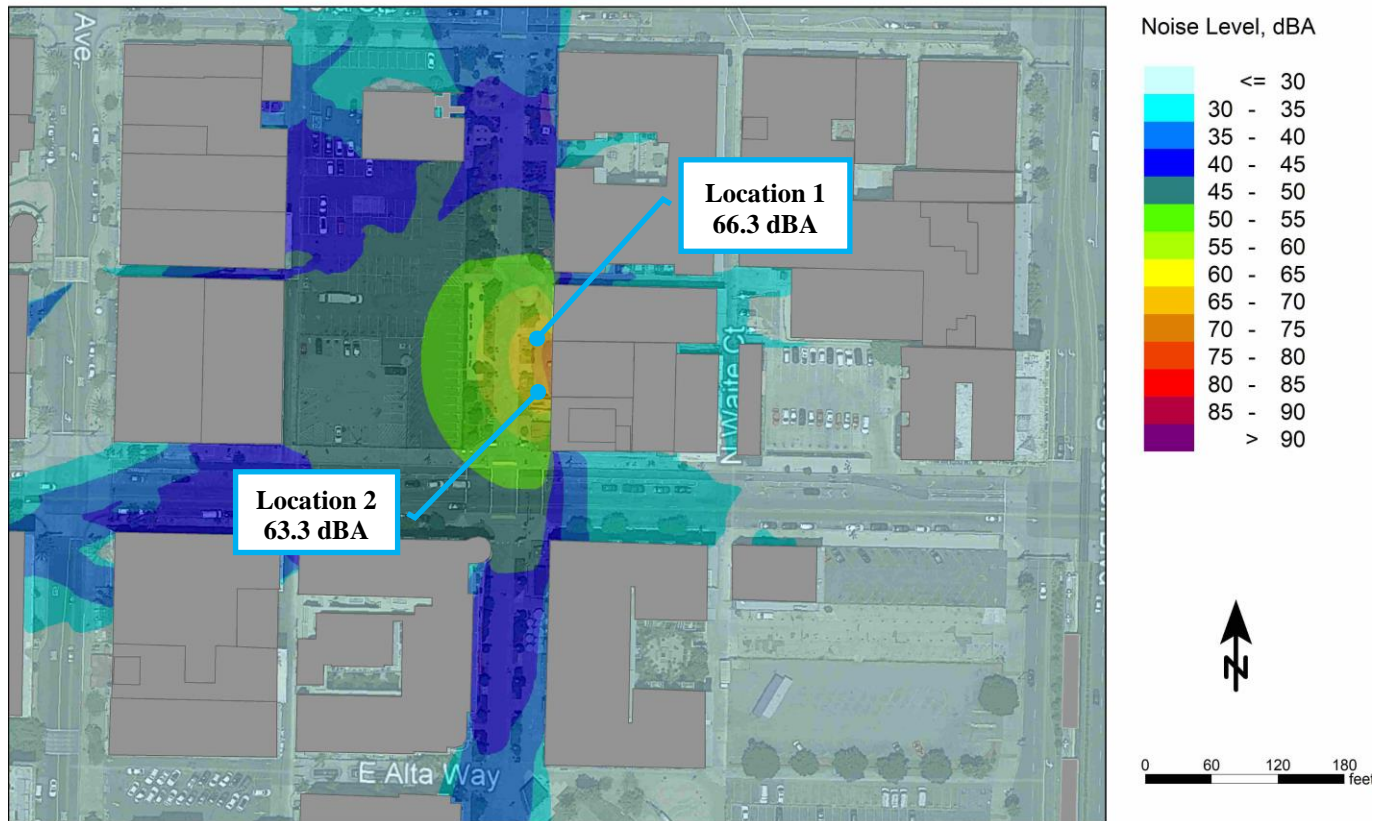 Ave
Noise Level, dBA
<= 30
30 - 35
35 - 40
40 - 45
45 - 50
50 - 55
55 - 60
60 - 65
65 - 70
70 - 75
75 - 80
80 - 85
85 - 90
> 90
Location 1
66.3 dBA
N Waite Ct
Location 2
63.3 dBA
E Alta Way
N
0 60 120 180
feet